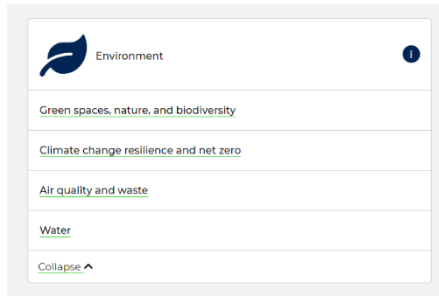 Environment
i
Green spaces, nature, and biodiversity
Climate change resilience and net zero
Air quality and waste
Water
Collapse